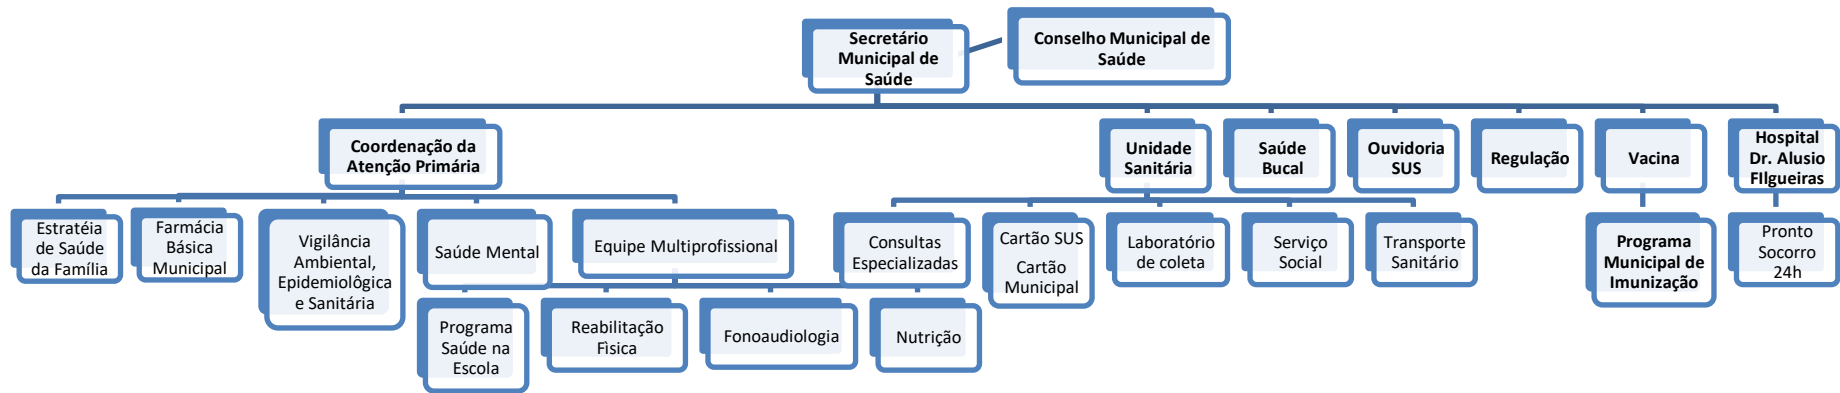 Secretário
Municipal de
Saúde
Conselho Municipal de
Saúde
Coordenação da
Atenção Primária
Unidade
Sanitária
Saúde
Bucal
Ouvidoria
SUS
Regulação
Vacina
Hospital
Dr. Alusio
FIlgueiras
Estratéia
de Saúde
da Família
Farmácia
Básica
Municipal
Vigilância
Ambiental,
Epidemiolôgica
e Sanitária
Saúde Mental
Equipe Multiprofissional
Consultas
Especializadas
Cartão SUS
Cartão
Municipal
Laboratório
de coleta
Serviço
Social
Transporte
Sanitário
Programa
Municipal de
Imunização
Pronto
Socorro
24h
Programa
Saúde na
Escola
Reabilitação
Fìsica
Fonoaudiologia
Nutrição